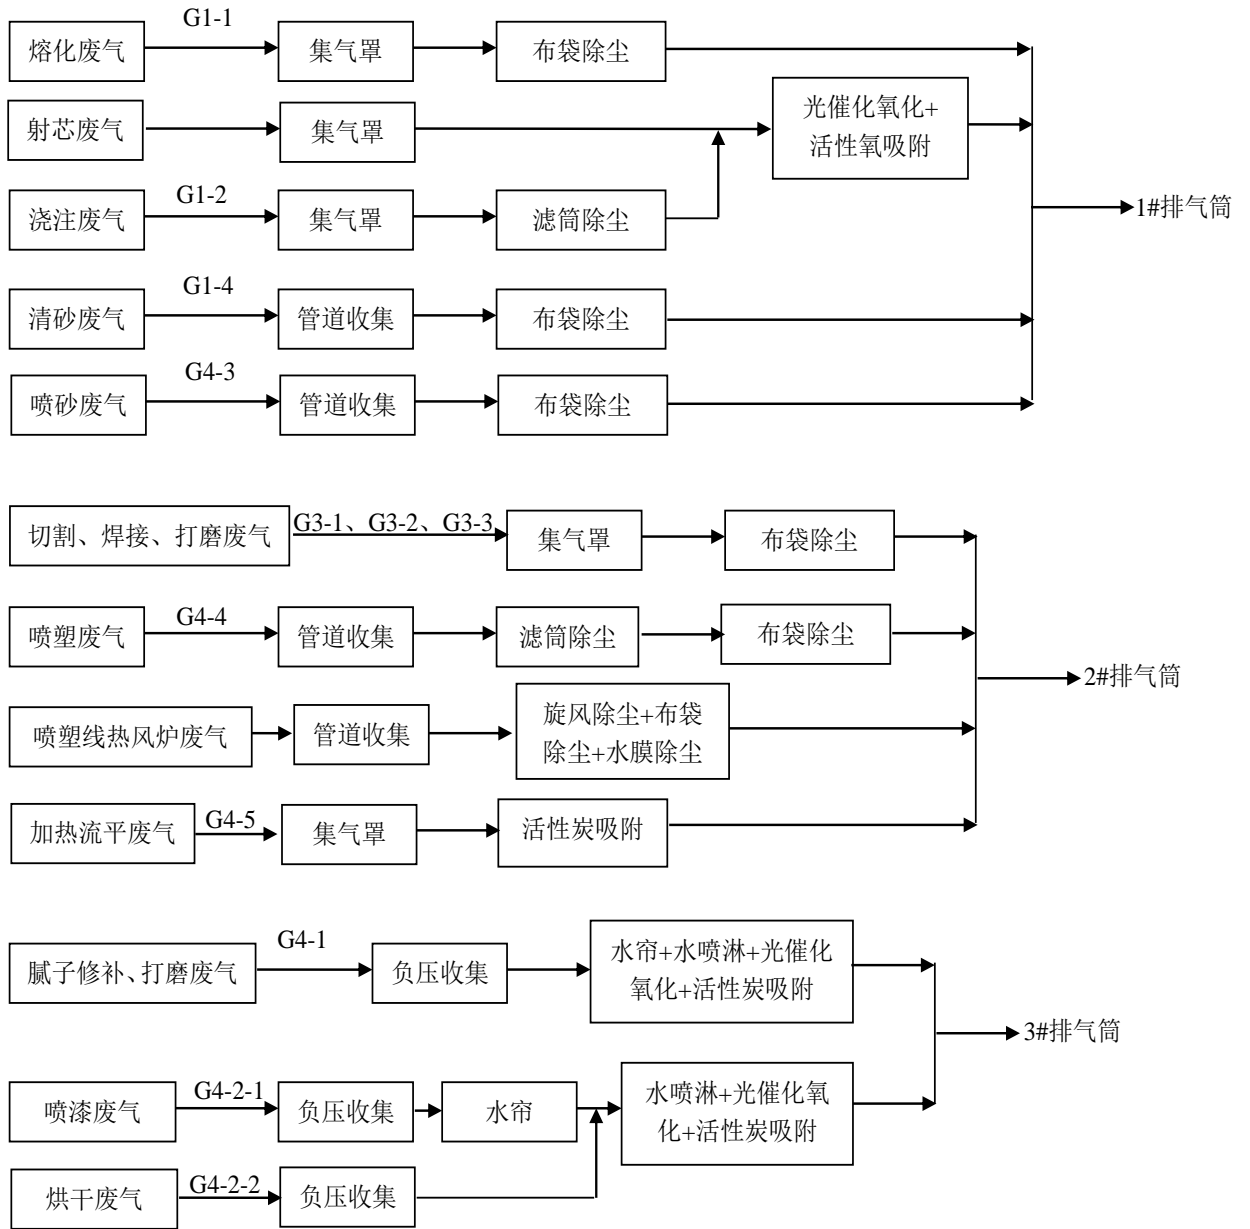 G1-1
熔化废气
集气罩
布袋除尘
射芯废气
集气罩
光催化氧化+
活性氧吸附
G1-2
浇注废气
集气罩
滤筒除尘
1#排气筒
G1-4
清砂废气
管道收集
布袋除尘
G4-3
喷砂废气
管道收集
布袋除尘
G3-1、G3-2、G3-3
切割、焊接、打磨废气
集气罩
布袋除尘
G4-4
喷塑废气
管道收集
滤筒除尘
布袋除尘
2#排气筒
喷塑线热风炉废气
管道收集
旋风除尘+布袋
除尘+水膜除尘
G4-5
加热流平废气
集气罩
活性炭吸附
G4-1
腻子修补、打磨废气
负压收集
水帘+水喷淋+光催化
氧化+活性炭吸附
3#排气筒
G4-2-1
喷漆废气
负压收集
水帘
水喷淋+光催化氧
化+活性炭吸附
G4-2-2
烘干废气
负压收集